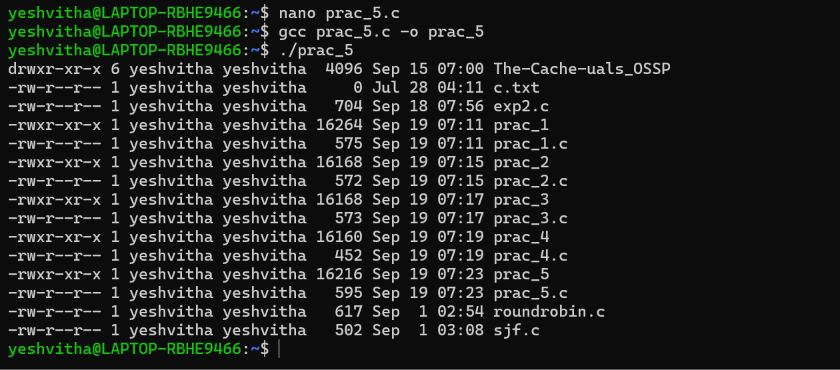 yeshvitha@LAPTOP-RBHE9466:~$ nano prac_5.c
yeshvitha@LAPTOP-RBHE9466:~$ gcc prac_5.c -o prac_5
yeshvitha@LAPTOP-RBHE9466:~$ ./prac_5
drwxr-xr-x 6 yeshvitha yeshvitha  4096 Sep 15 07:00 The-Cache-uals_OSSP
-rw-r--r-- 1 yeshvitha yeshvitha     0 Jul 28 04:11 c.txt
-rw-r--r-- 1 yeshvitha yeshvitha   704 Sep 18 07:56 exp2.c
-rwxr-xr-x 1 yeshvitha yeshvitha 16264 Sep 19 07:11 prac_1
-rw-r--r-- 1 yeshvitha yeshvitha   575 Sep 19 07:11 prac_1.c
-rwxr-xr-x 1 yeshvitha yeshvitha 16168 Sep 19 07:15 prac_2
-rw-r--r-- 1 yeshvitha yeshvitha   572 Sep 19 07:15 prac_2.c
-rwxr-xr-x 1 yeshvitha yeshvitha 16168 Sep 19 07:17 prac_3
-rw-r--r-- 1 yeshvitha yeshvitha   573 Sep 19 07:17 prac_3.c
-rwxr-xr-x 1 yeshvitha yeshvitha 16160 Sep 19 07:19 prac_4
-rw-r--r-- 1 yeshvitha yeshvitha   452 Sep 19 07:19 prac_4.c
-rwxr-xr-x 1 yeshvitha yeshvitha 16216 Sep 19 07:23 prac_5
-rw-r--r-- 1 yeshvitha yeshvitha   595 Sep 19 07:23 prac_5.c
-rw-r--r-- 1 yeshvitha yeshvitha   617 Sep  1 02:54 roundrobin.c
-rw-r--r-- 1 yeshvitha yeshvitha   502 Sep  1 03:08 sjf.c
yeshvitha@LAPTOP-RBHE9466:~$